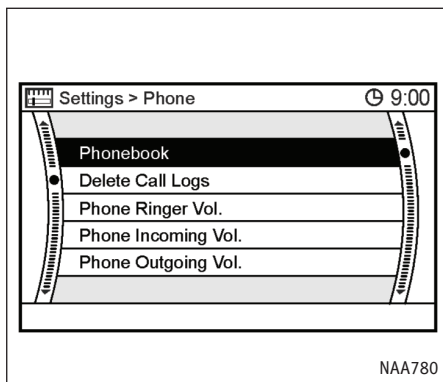 Settings > Phone 9:00
Phonebook
Delete Call Logs
Phone Ringer Vol.
Phone Incoming Vol.
Phone Outgoing Vol.
NAA780